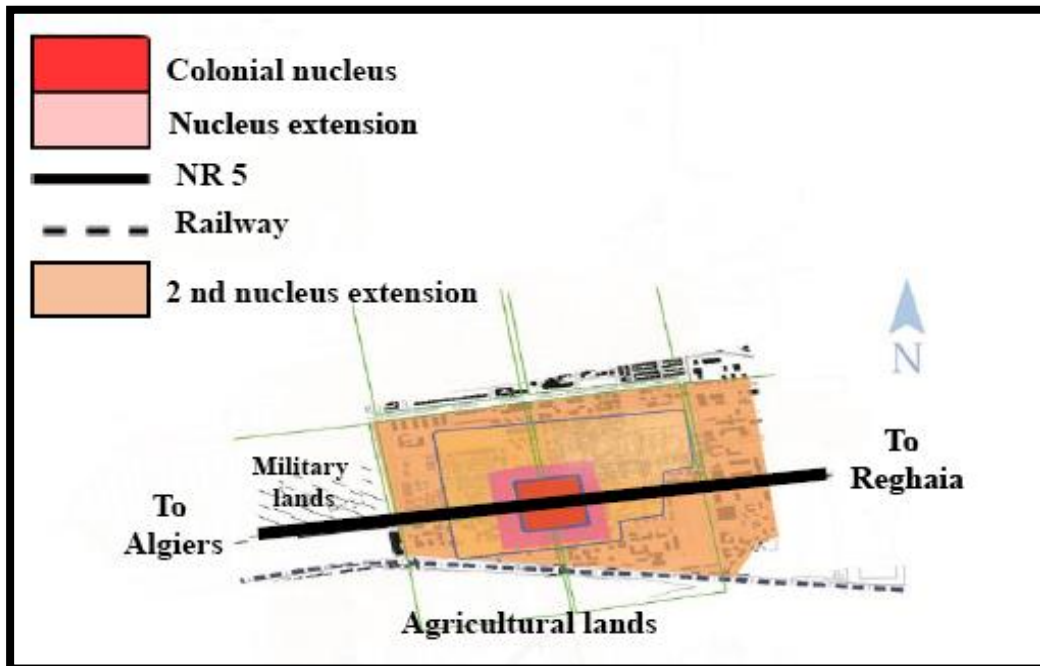 Colonial nucleus
Nucleus extension
NR 5
Railway
2 nd nucleus extension
N
Military
lands
To
Algiers
To
Reghaia
Agricultural lands